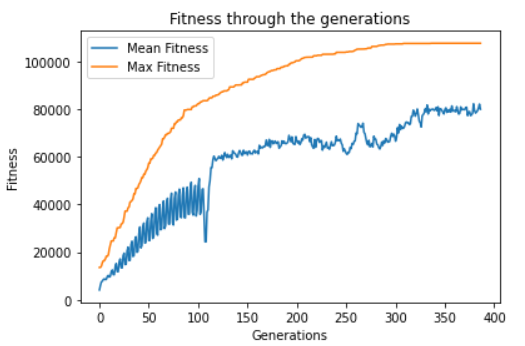 Fitness through the generations
Mean Fitness
Max Fitness
Fitness
100000
80000
60000
40000
20000
0
0 50 100 150 200 250 300 350 400
Generations